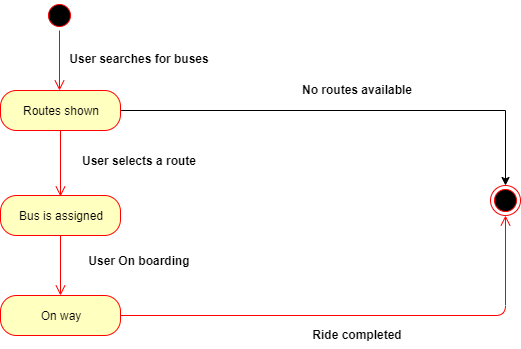 User searches for buses
No routes available
Routes shown
User selects a route
Bus is assigned
User On boarding
On way
Ride completed